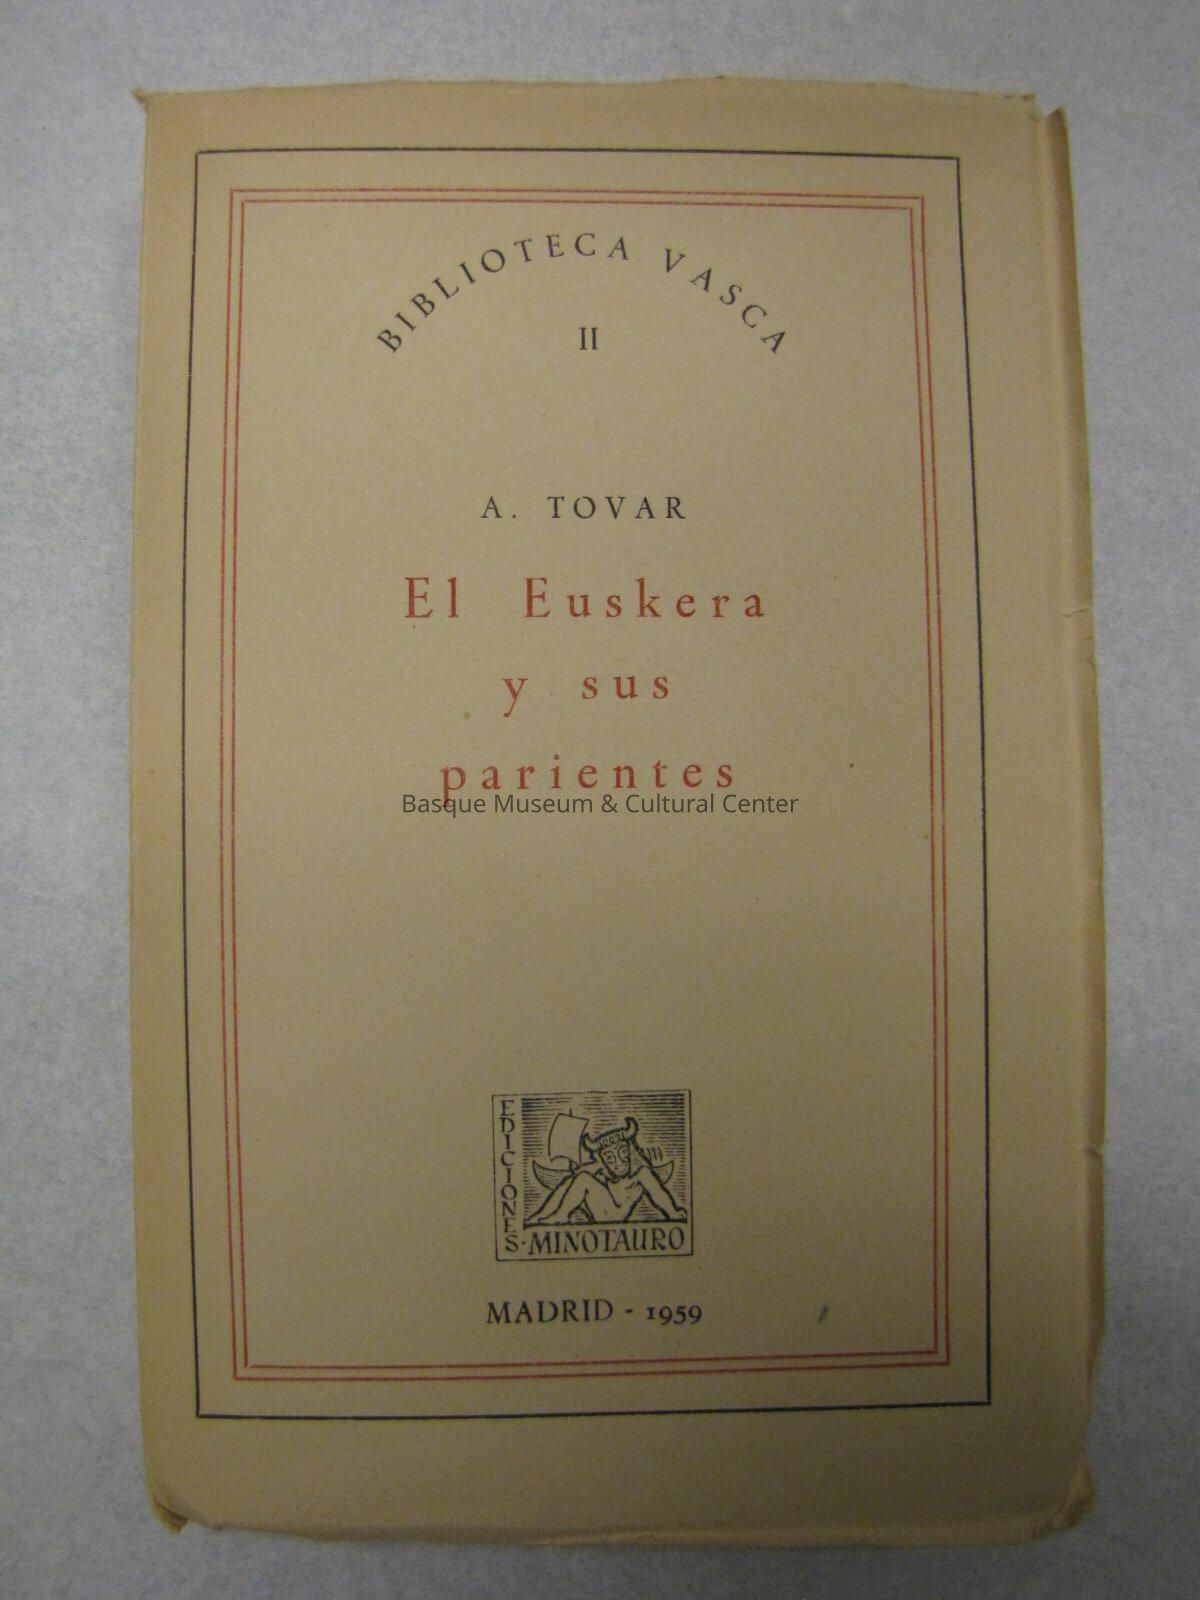 BIBLIOTECA VASCA
II
A. TOVAR
El Euskera
y sus
parientes
Basque Museum & Cultural Center
EDICIONES·MINOTAURO
MADRID - 1959